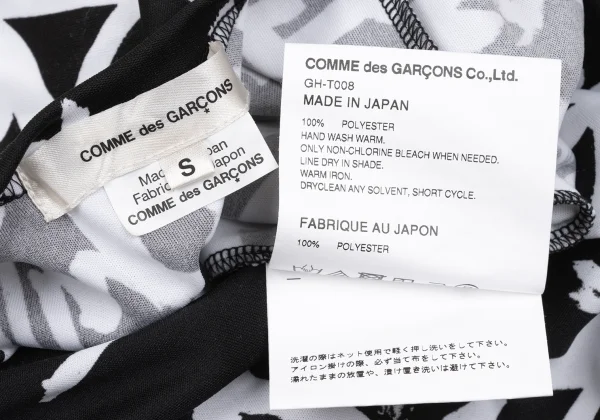 COMME des GARÇONS
Made in Japan
Fabriqué au Japon
S
COMME des GARÇONS
COMME des GARÇONS Co.,Ltd.
GH-T008
MADE IN JAPAN
100% POLYESTER
HAND WASH WARM.
ONLY NON-CHLORINE BLEACH WHEN NEEDED.
LINE DRY IN SHADE.
WARM IRON.
DRYCLEAN ANY SOLVENT, SHORT CYCLE.
FABRIQUE AU JAPON
100% POLYESTER
洗濯の際はネット使用で軽く押し洗いをして下さい。
アイロン掛けの際、必ず当て布をして下さい。
濡れたままの放置や、漬け置き洗いは避けて下さい。